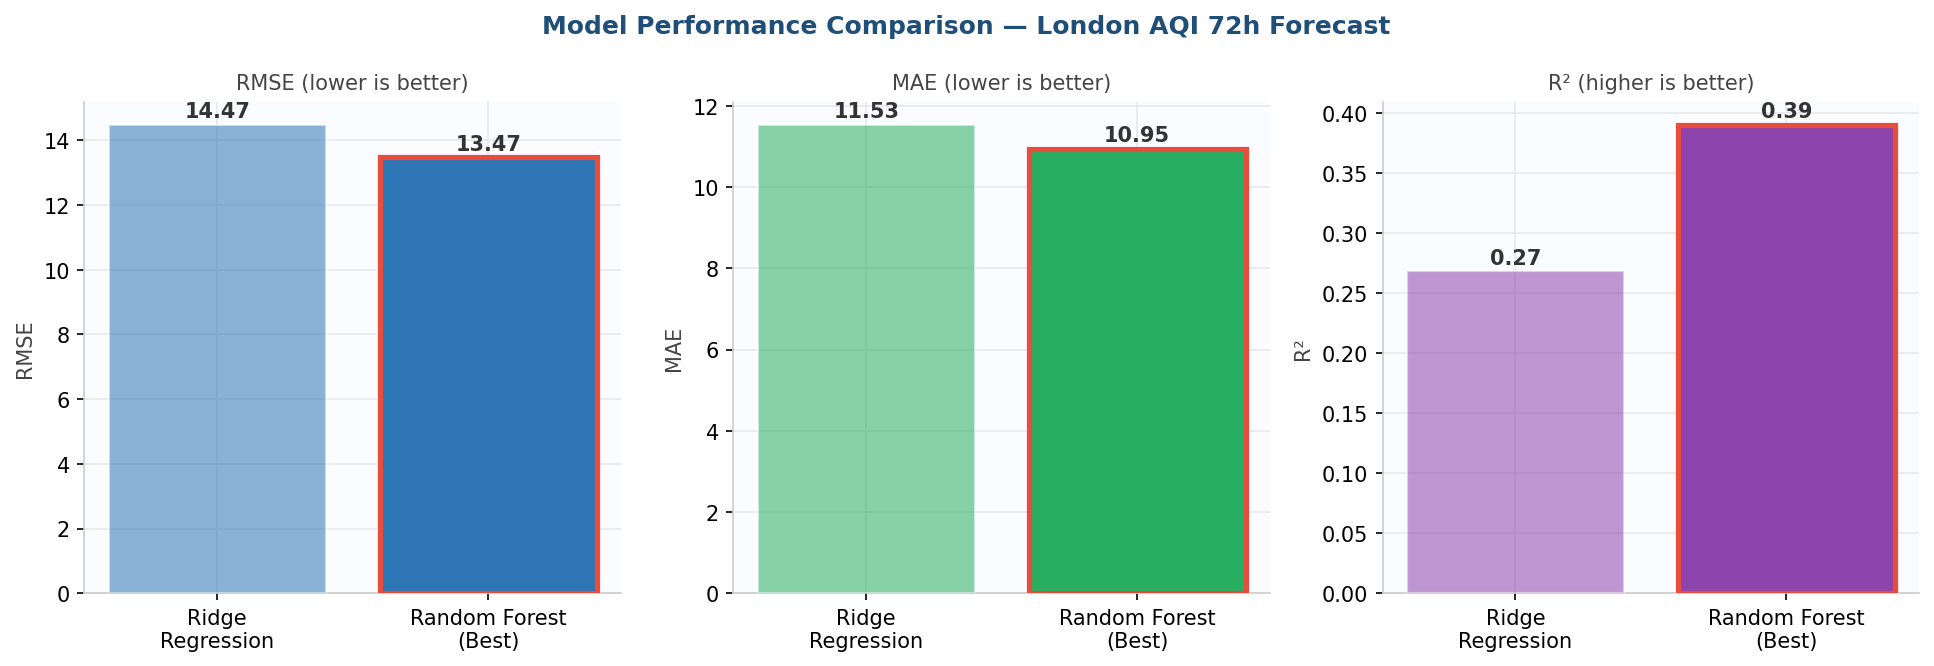 Model Performance Comparison — London AQI 72h Forecast
RMSE (lower is better)
RMSE
14
12
10
8
6
4
2
0
14.47
13.47
Ridge
Regression
Random Forest
(Best)
MAE (lower is better)
MAE
12
10
8
6
4
2
0
11.53
10.95
Ridge
Regression
Random Forest
(Best)
R² (higher is better)
R²
0.40
0.35
0.30
0.25
0.20
0.15
0.10
0.05
0.00
0.27
0.39
Ridge
Regression
Random Forest
(Best)